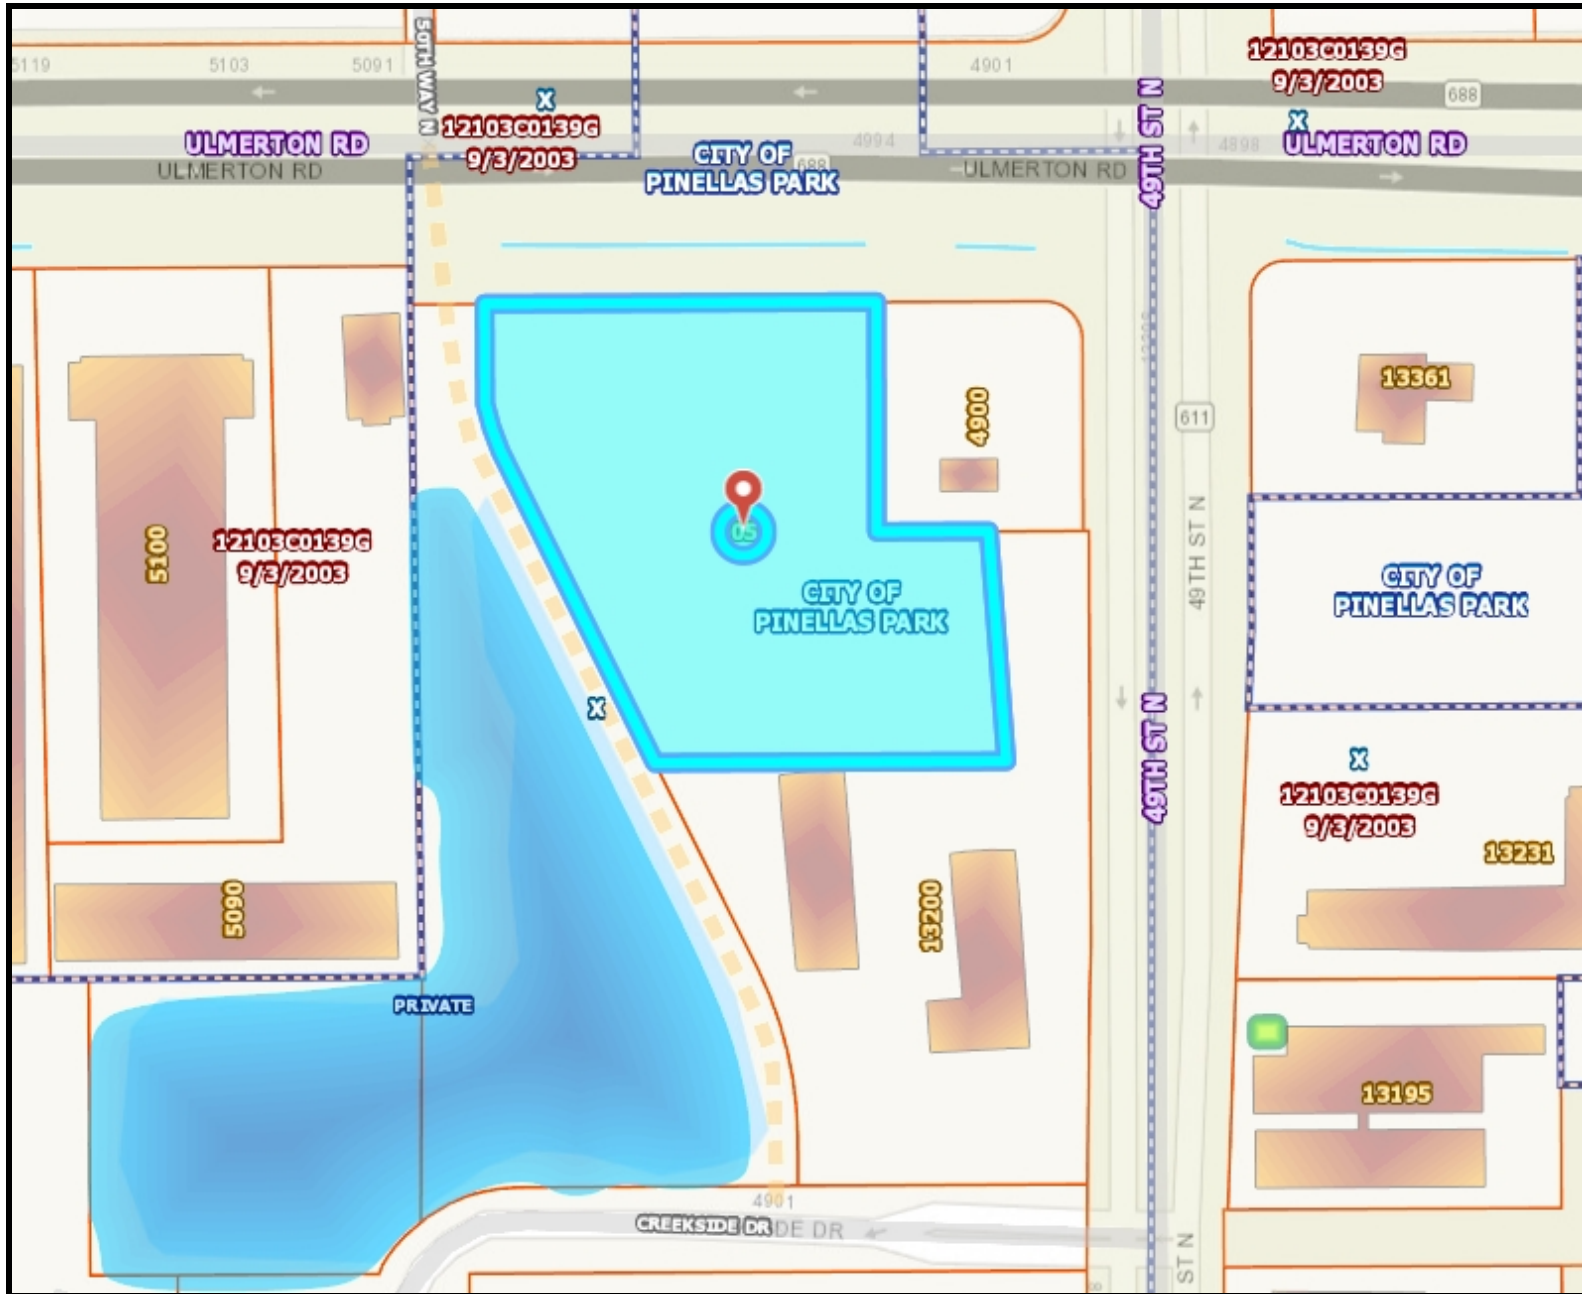 5119
5103
5091
50TH WAY N
4901
12103C0139G
9/3/2003
688
X
X
12103C0139G
9/3/2003
ULMERTON RD
ULMERTON RD
CITY OF
PINELLAS PARK
688
4994
ULMERTON RD
49TH ST N
4898
ULMERTON RD
4900
611
13361
5100
12103C0139G
9/3/2003
05
CITY OF
PINELLAS PARK
49TH ST N
CITY OF
PINELLAS PARK
X
49TH ST N
X
12103C0139G
9/3/2003
13231
5090
13200
PRIVATE
13195
4901
CREEKSIDE DR
DE DR
ST N